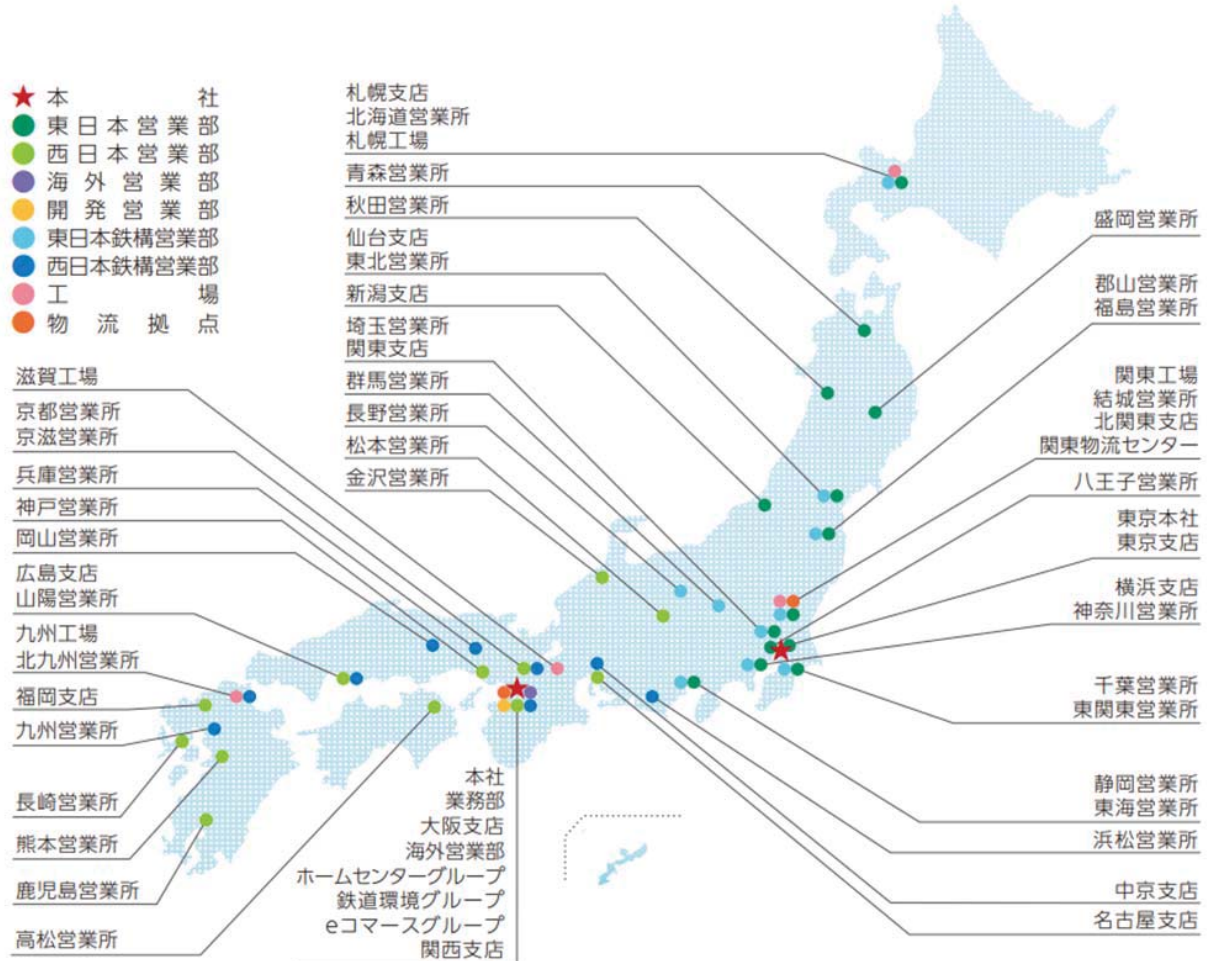 本社
東日本営業部
西日本営業部
海外営業部
開発営業部
東日本鉄構営業部
西日本鉄構営業部
工場
物流拠点
札幌支店
北海道営業所
札幌工場
青森営業所
秋田営業所
仙台支店
東北営業所
新潟支店
埼玉営業所
関東支店
群馬営業所
長野営業所
松本営業所
金沢営業所
盛岡営業所
郡山営業所
福島営業所
関東工場
結城営業所
北関東支店
関東物流センター
八王子営業所
東京本社
東京支店
横浜支店
神奈川営業所
千葉営業所
東関東営業所
静岡営業所
東海営業所
浜松営業所
中京支店
名古屋支店
滋賀工場
京都営業所
京滋営業所
兵庫営業所
神戸営業所
岡山営業所
広島支店
山陽営業所
九州工場
北九州営業所
福岡支店
九州営業所
長崎営業所
熊本営業所
鹿児島営業所
高松営業所
本社
業務部
大阪支店
海外営業部
ホームセンターグループ
鉄道環境グループ
eコマースグループ
関西支店